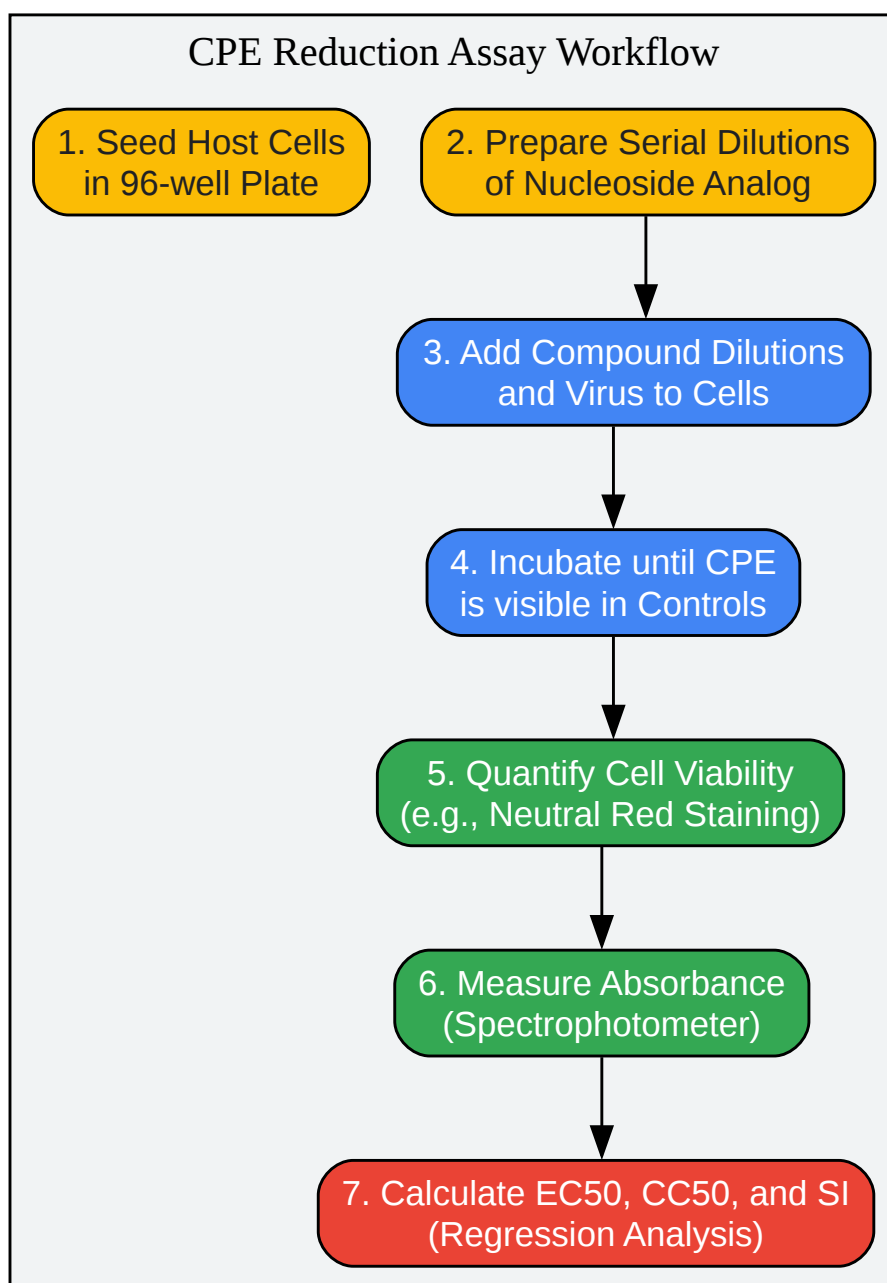 CPE Reduction Assay Workflow
1. Seed Host Cells
in 96-well Plate
2. Prepare Serial Dilutions
of Nucleoside Analog
3. Add Compound Dilutions
and Virus to Cells
4. Incubate until CPE
is visible in Controls
5. Quantify Cell Viability
(e.g., Neutral Red Staining)
6. Measure Absorbance
(Spectrophotometer)
7. Calculate EC50, CC50, and SI
(Regression Analysis)